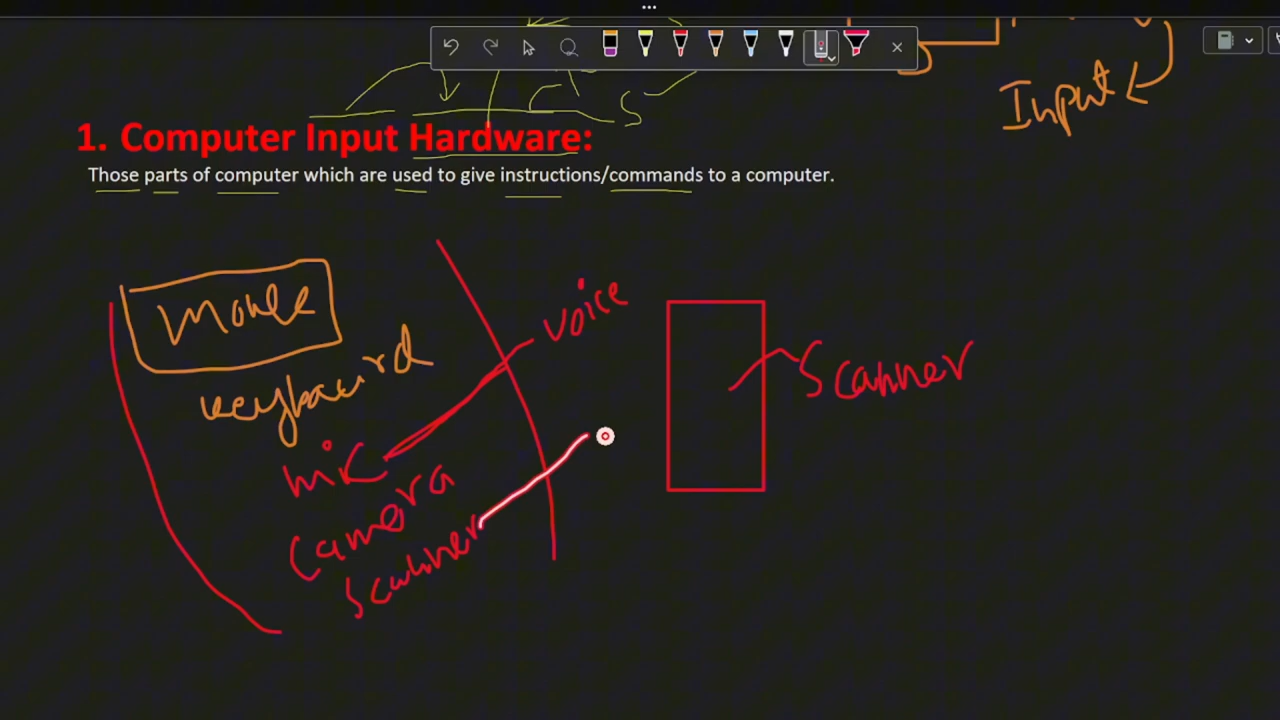 Input
S
1. Computer Input Hardware:
Those parts of computer which are used to give instructions/commands to a computer.
mouse
voice
keyboard
Scanner
mic
camera
scanner